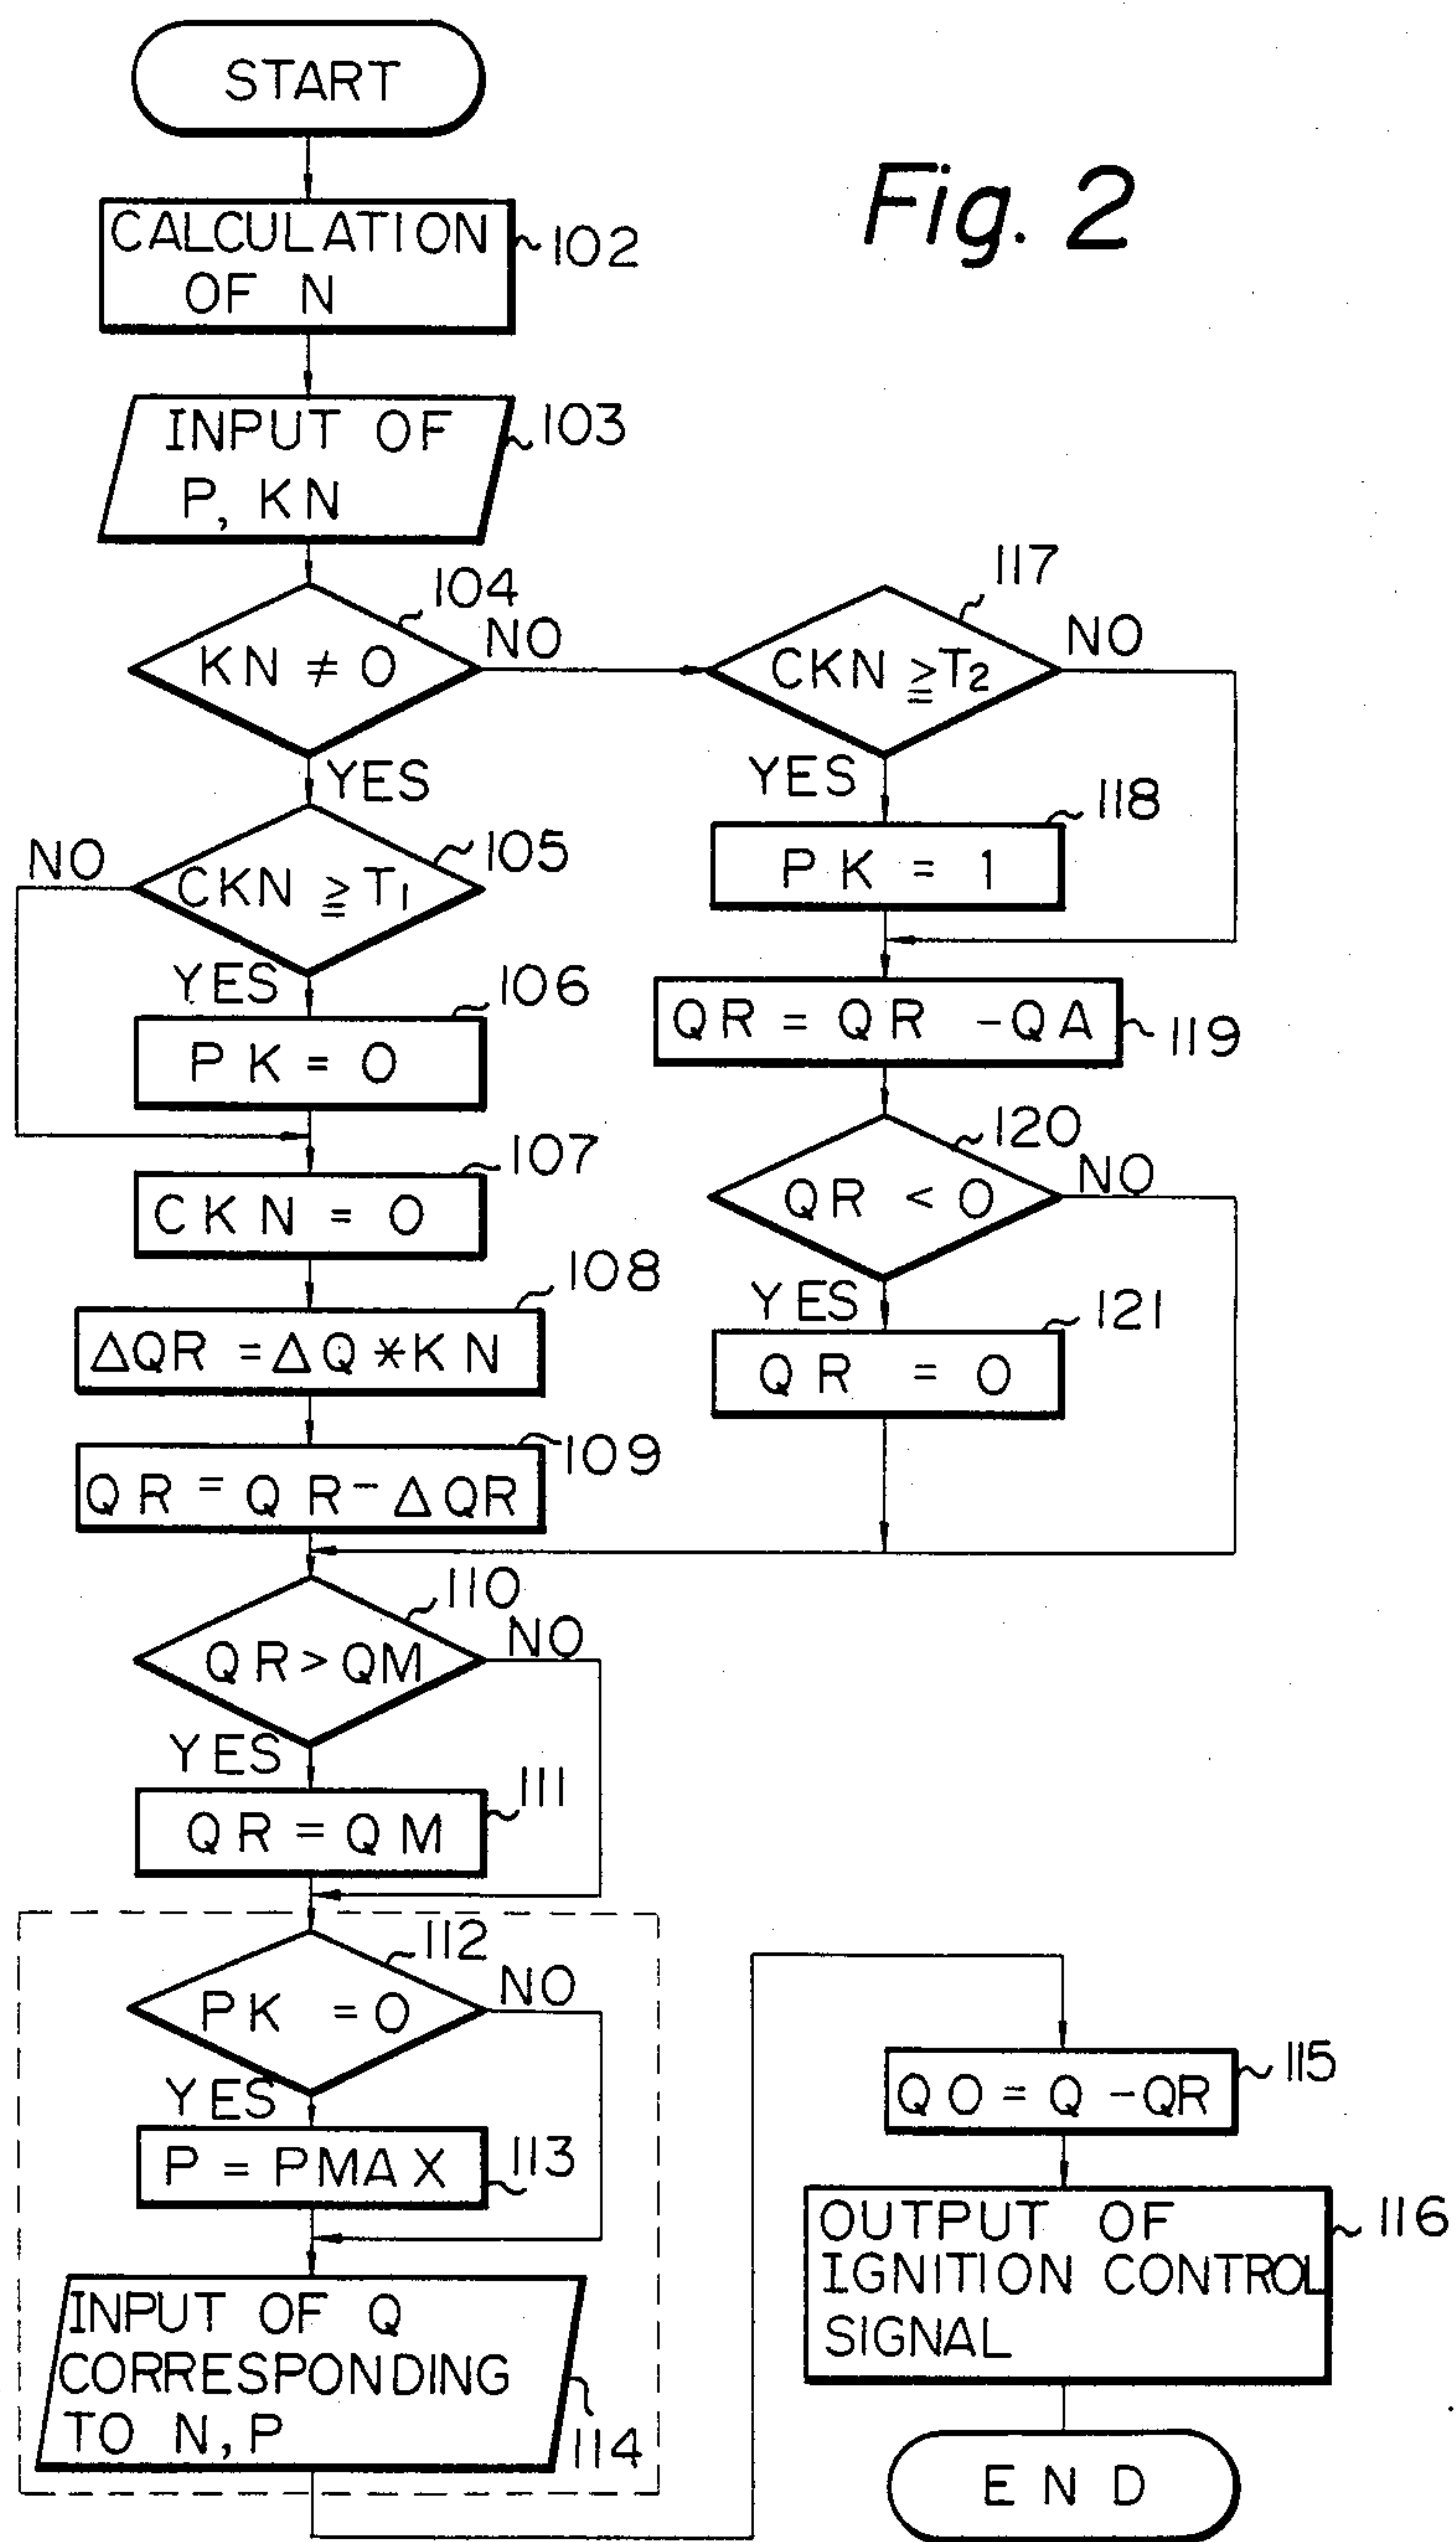 START
Fig. 2
CALCULATION
OF N
102
INPUT OF
P, KN
103
KN ≠ 0
104
NO
YES
CKN ≧ T2
117
NO
YES
PK = 1
118
CKN ≧ T1
105
NO
YES
PK = 0
106
QR = QR - QA
119
CKN = 0
107
QR < 0
120
NO
YES
QR = 0
121
ΔQR = ΔQ * KN
108
QR = QR - ΔQR
109
QR > QM
110
NO
YES
QR = QM
111
PK = 0
112
NO
YES
P = PMAX
113
INPUT OF Q
CORRESPONDING
TO N, P
114
QO = Q - QR
115
OUTPUT OF
IGNITION CONTROL
SIGNAL
116
END